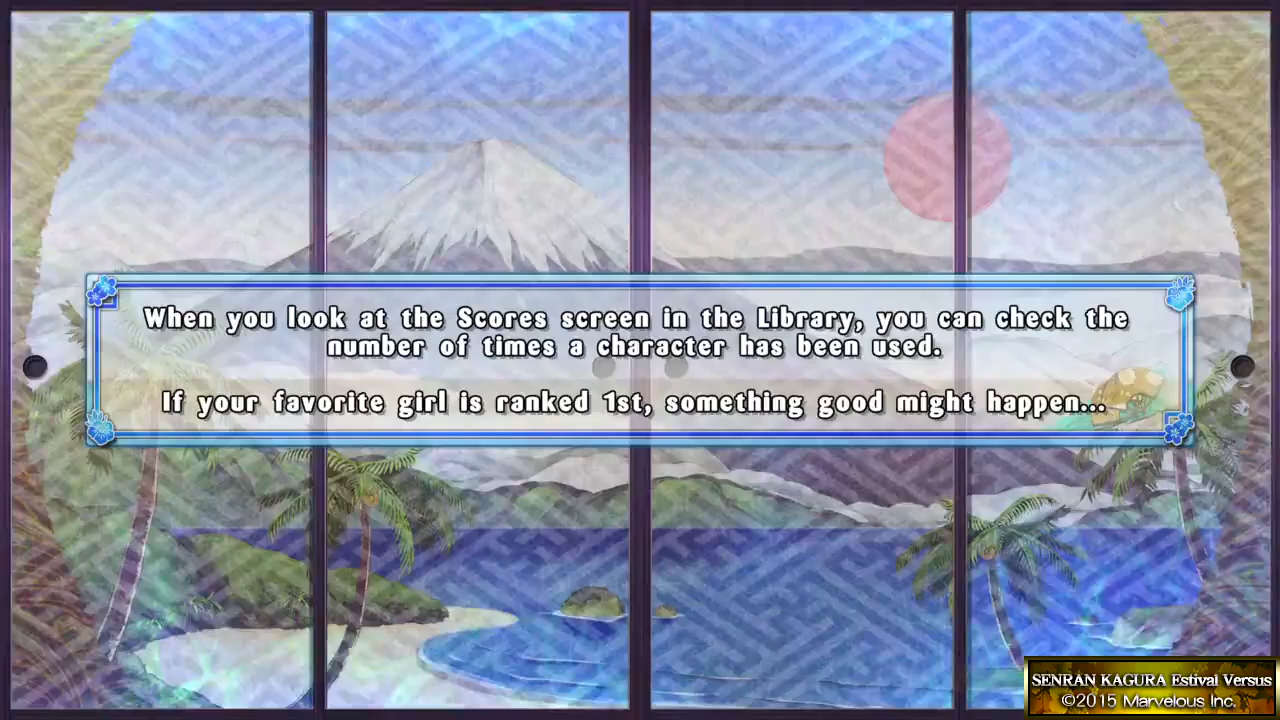 When you look at the Scores screen in the Library, you can check the
number of times a character has been used.
If your favorite girl is ranked 1st, something good might happen...
SENRAN KAGURA Estival Versus
©2015 Marvelous Inc.